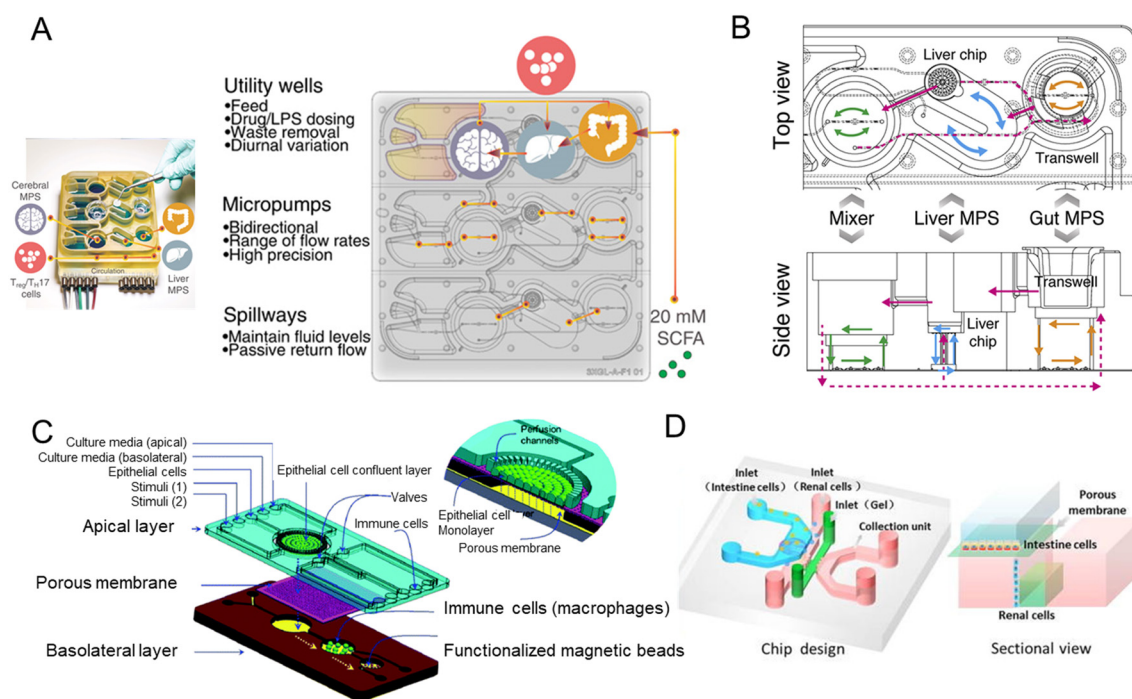 A
Utility wells
•Feed
•Drug/LPS dosing
•Waste removal
•Diurnal variation
Micropumps
•Bidirectional
•Range of flow rates
•High precision
Spillways
•Maintain fluid levels
•Passive return flow
20 mM
SCFA
Cerebral
MPS
Treg/TH17
cells
Circulation
Liver
MPS
B
Top view
Liver chip
Transwell
Mixer
Liver MPS
Gut MPS
Side view
Transwell
Liver
chip
C
Culture media (apical)
Culture media (basolateral)
Epithelial cells
Stimuli (1)
Stimuli (2)
Apical layer
Epithelial cell confluent layer
Valves
Immune cells
Perfusion
channels
Epithelial cell
Monolayer
Porous membrane
Porous membrane
Immune cells (macrophages)
Basolateral layer
Functionalized magnetic beads
D
Inlet
(Intestine cells)
Inlet
(Renal cells)
Inlet (Gel)
Collection unit
Chip design
Porous
membrane
Intestine cells
Renal cells
Sectional view